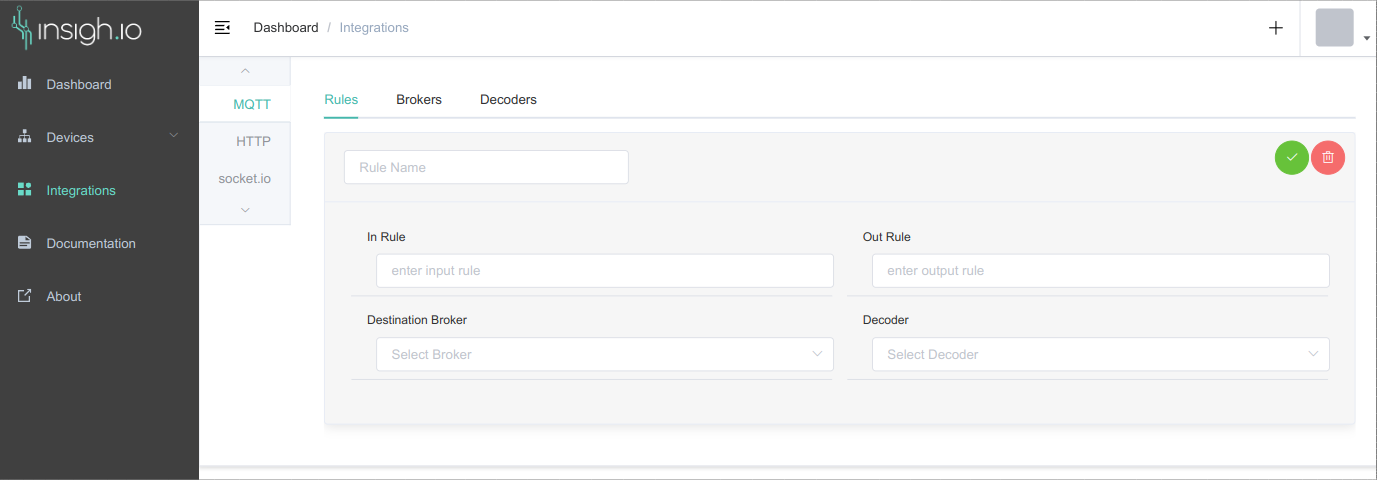 insigh.io
Dashboard / Integrations
Dashboard
Devices
Integrations
Documentation
About
MQTT
HTTP
socket.io
Rules Brokers Decoders
Rule Name
In Rule Out Rule
enter input rule enter output rule
Destination Broker Decoder
Select Broker Select Decoder